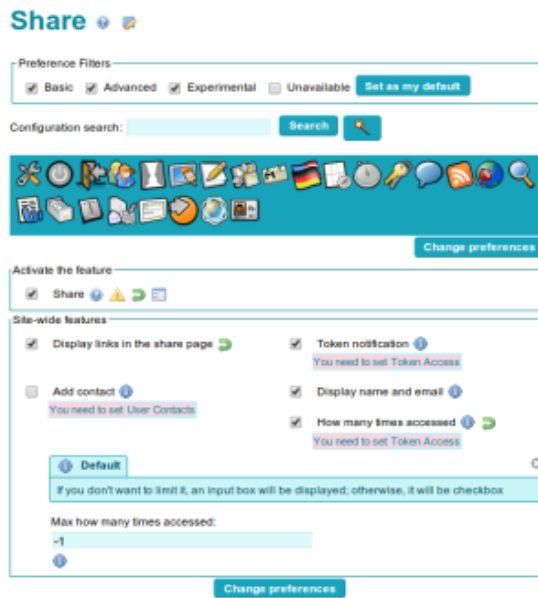 Share
Preference Filters
Basic Advanced Experimental Unavailable Set as my default
Configuration search: Search
Change preferences
Activate the feature
Share
Site-wide features
Display links in the share page
Token notification
You need to set Token Access
Add contact
You need to set User Contacts
Display name and email
How many times accessed
You need to set Token Access
Default
If you don't want to limit it, an input box will be displayed; otherwise, it will be checkbox
Max how many times accessed:
-1
Change preferences